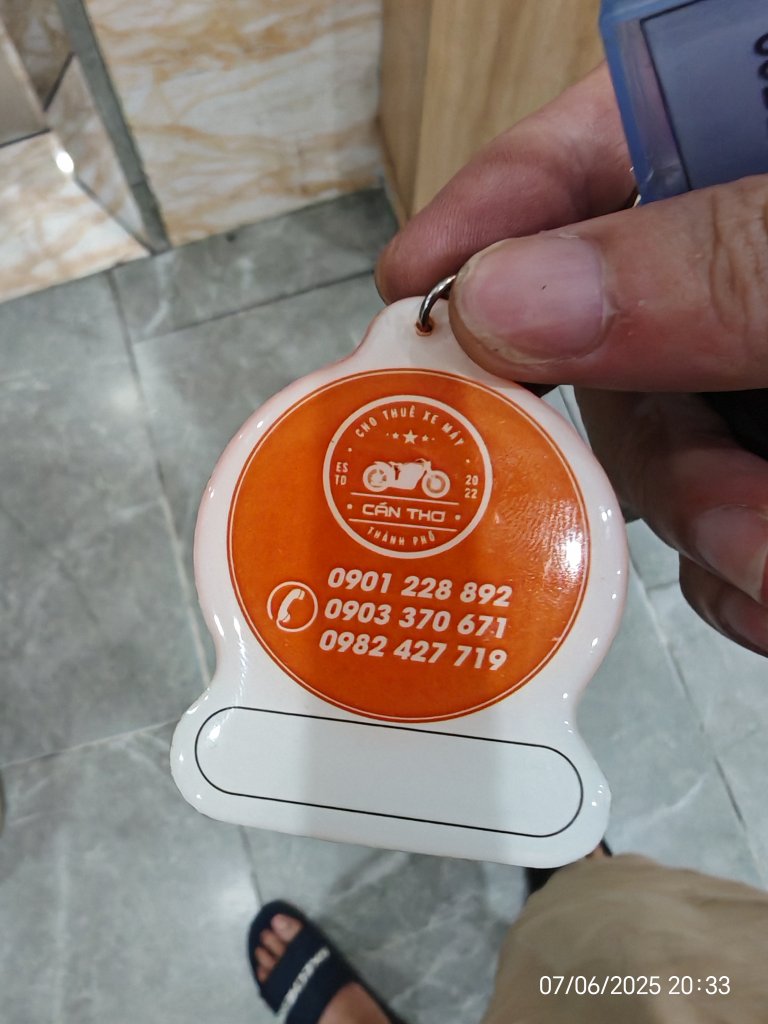 CHO THUÊ XE MÁY
ES
TD
20
22
CẦN THƠ
THÀNH PHỐ
0901 228 892
0903 370 671
0982 427 719
07/06/2025 20:33